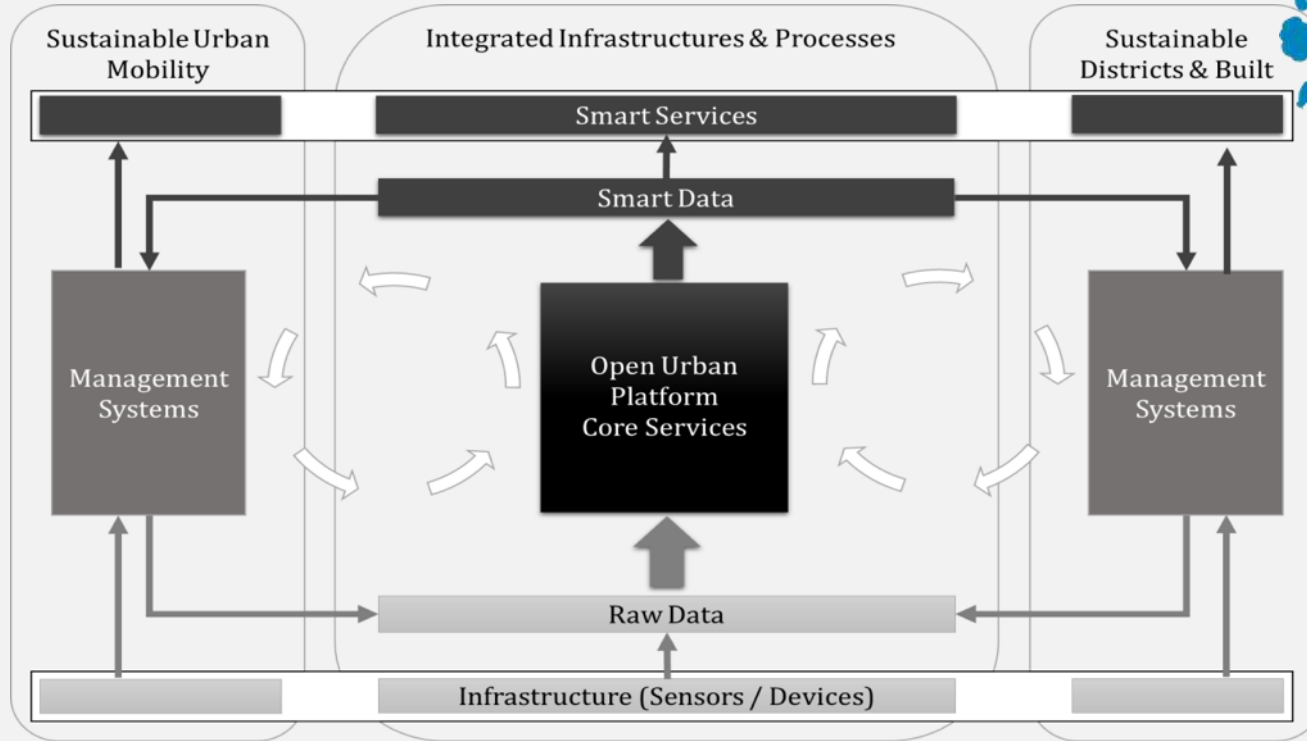 Sustainable Urban
Mobility
Integrated Infrastructures & Processes
Sustainable
Districts & Built
Smart Services
Smart Data
Management
Systems
Open Urban
Platform
Core Services
Management
Systems
Raw Data
Infrastructure (Sensors / Devices)